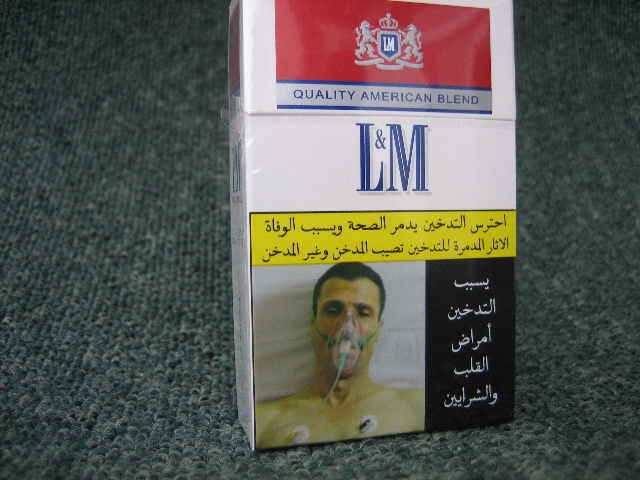 LM
QUALITY AMERICAN BLEND
L&M
احترس التدخين يدمر الصحة ويسبب الوفاة
الاثار المدمرة للتدخين تصيب المدخن وغير المدخن
يسبب
التدخين
أمراض
القلب
والشرايين